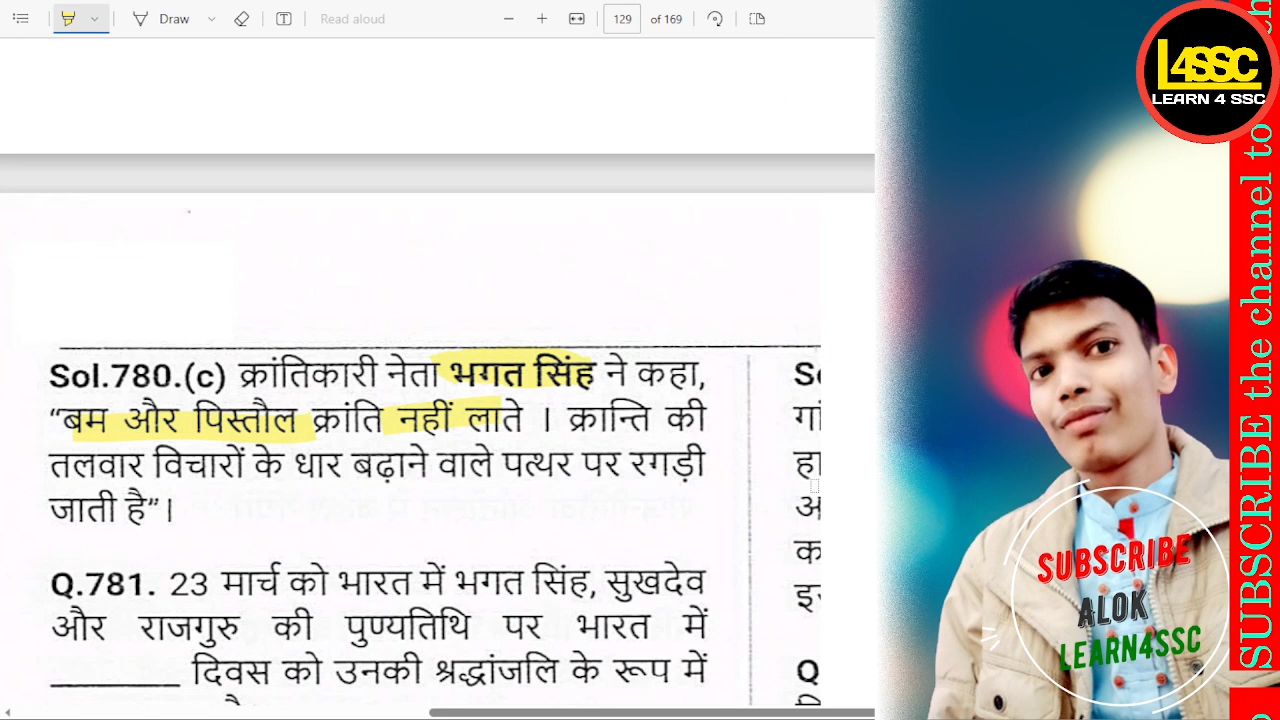 Draw
Read aloud
129 of 169
Sol.780.(c) क्रांतिकारी नेता भगत सिंह ने कहा,
“बम और पिस्तौल क्रांति नहीं लाते । क्रान्ति की
तलवार विचारों के धार बढ़ाने वाले पत्थर पर रगड़ी
जाती है”।
Q.781. 23 मार्च को भारत में भगत सिंह, सुखदेव
और राजगुरु की पुण्यतिथि पर भारत में
________ दिवस को उनकी श्रद्धांजलि के रूप में
गां
हा
अ
क
Q
L4SSC
LEARN 4 SSC
SUBSCRIBE
ALOK
LEARN4SSC
SUBSCRIBE the channel to